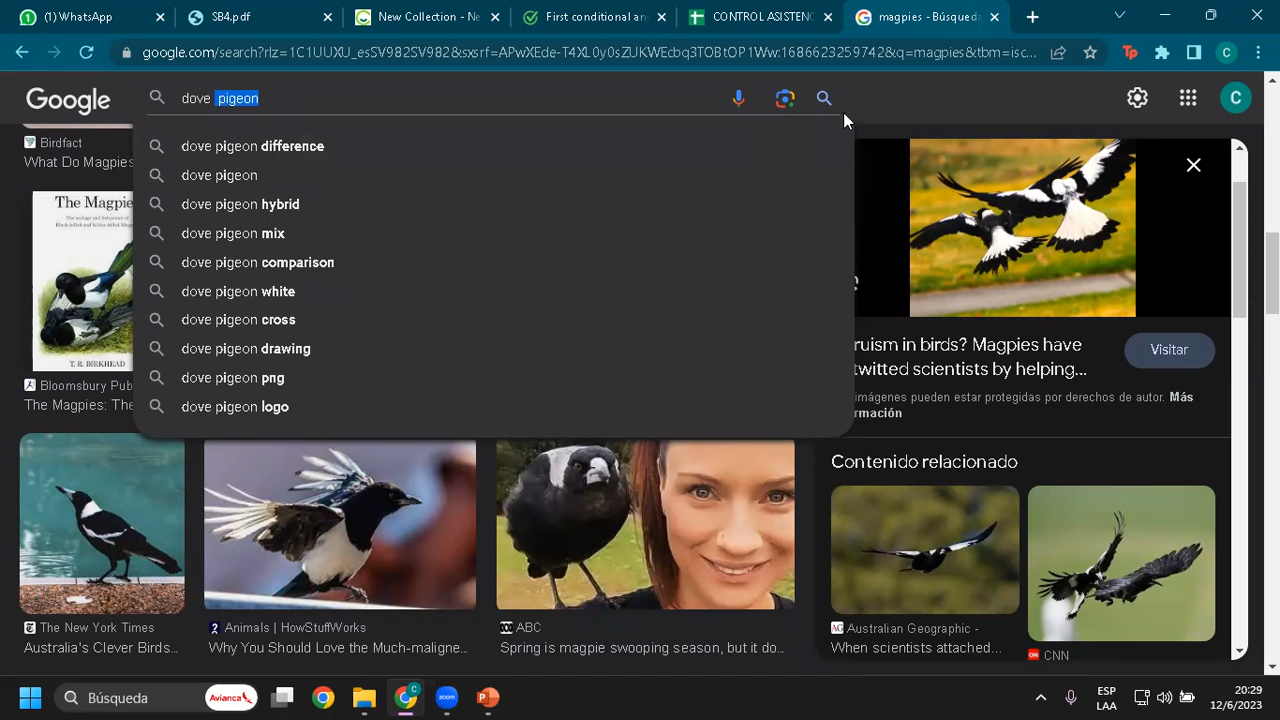 (1) WhatsApp
SB4.pdf
New Collection - Ne
First conditional an
CONTROL ASISTENC
magpies - Búsqueda
google.com/search?rlz=1C1UUXU_esSV982SV982&sxsrf=APwXEde-T4XL0y0sZUKWEcbq3TOBtOP1Ww:1686623259742&q=magpies&tbm=isc...
Google
dove pigeon
C
dove pigeon difference
dove pigeon
dove pigeon hybrid
dove pigeon mix
dove pigeon comparison
dove pigeon white
dove pigeon cross
dove pigeon drawing
dove pigeon png
dove pigeon logo
Birdfact
What Do Magpies
The Magpie
T. R. BIRKHEAD
Bloomsbury Pub
The Magpies: The
ruism in birds? Magpies have
twitted scientists by helping...
Visitar
imágenes pueden estar protegidas por derechos de autor. Más
formación
Contenido relacionado
The New York Times
Australia's Clever Birds...
Animals | HowStuffWorks
Why You Should Love the Much-maligne...
ABC
Spring is magpie swooping season, but it do...
Australian Geographic -
When scientists attached...
CNN
Búsqueda
Avianca
zoom
ESP
LAA
20:29
12/6/2023